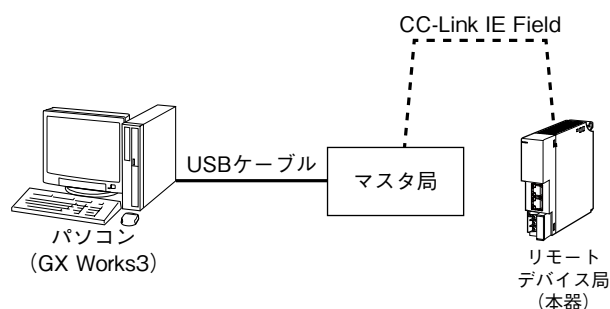 CC-Link IE Field
USBケーブル
マスタ局
パソコン
（GX Works3）
リモート
デバイス局
（本器）